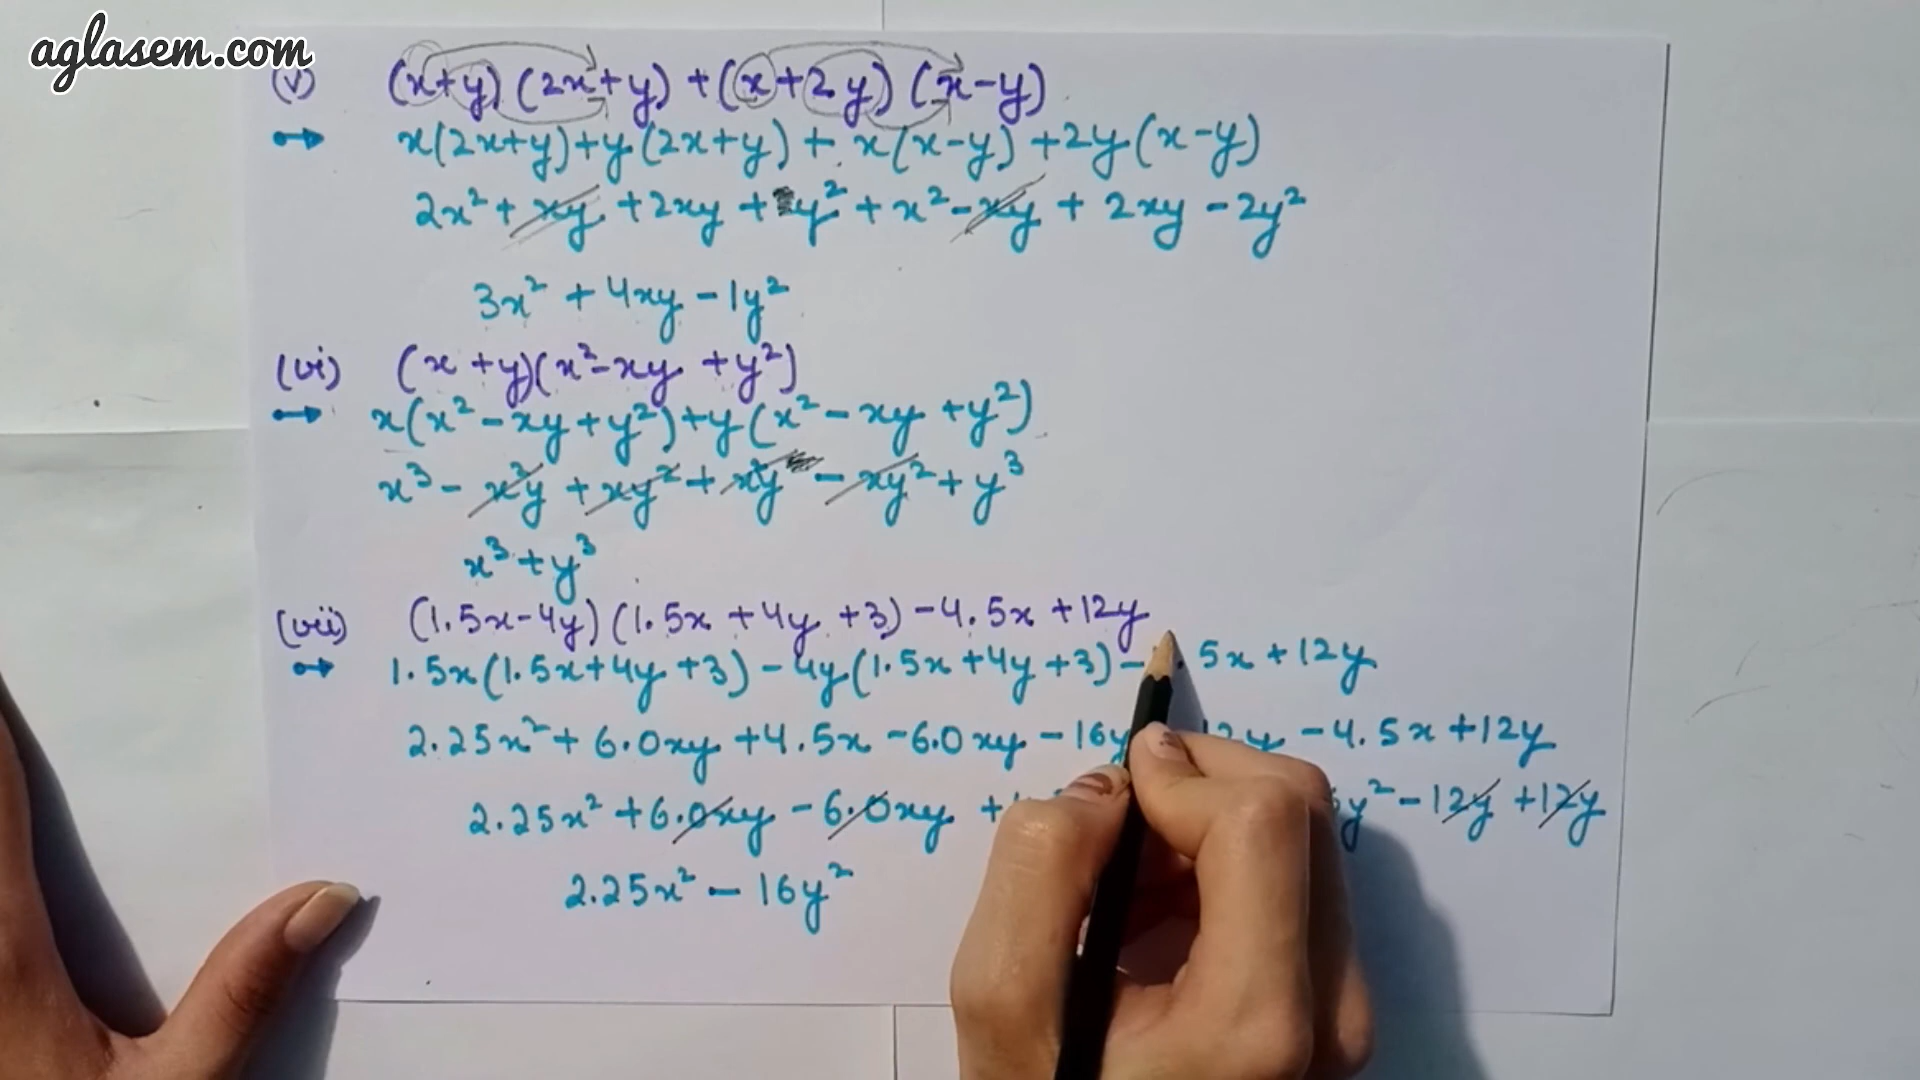 aglasem.com
(v) (x+y) (2x+y) + (x+2y) (x-y)
→ x(2x+y)+y(2x+y) + x(x-y) +2y(x-y)
2x² + xy + 2xy + y² + x² - xy + 2xy - 2y²
3x² + 4xy - 1y²
(vi) (x +y)(x²-xy +y²)
→ x(x² - xy + y²)+y(x² - xy +y²)
x³ - x²y + xy² + x²y - xy² + y³
x³ + y³
(vii) (1.5x-4y) (1.5x +4y +3) -4.5x +12y
→ 1.5x(1.5x+4y +3) - 4y(1.5x+4y +3) - .5x +12y
2.25x² + 6.0xy +4.5x -6.0xy -16y 12y -4.5x +12y
2.25x² +6.0xy - 6.0xy + y² -12y +12y
2.25x² - 16y²